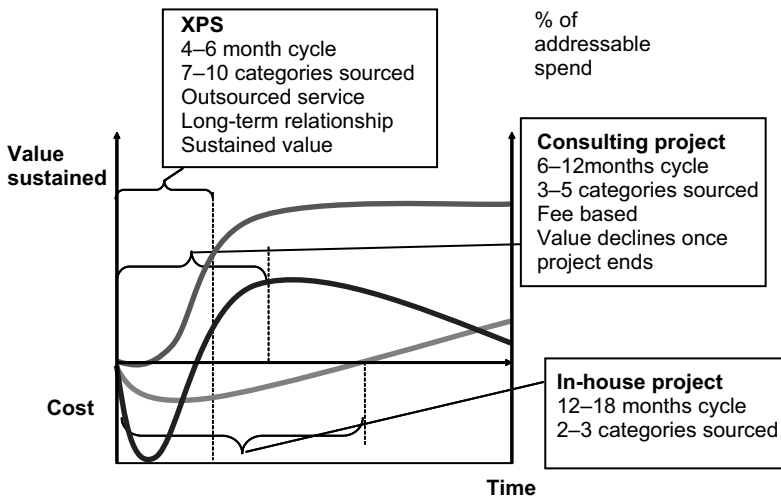 XPS
4–6 month cycle
7–10 categories sourced
Outsourced service
Long-term relationship
Sustained value
% of
addressable
spend
Value
sustained
Consulting project
6–12months cycle
3–5 categories sourced
Fee based
Value declines once
project ends
Cost
In-house project
12–18 months cycle
2–3 categories sourced
Time